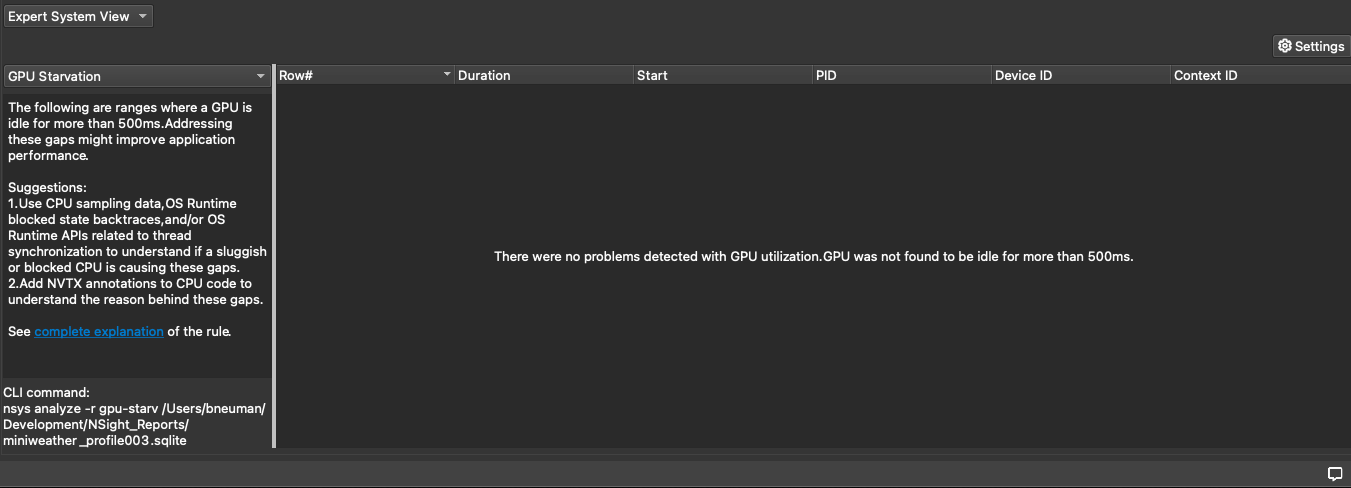 Expert System View
Settings
GPU Starvation
Row#
Duration
Start
PID
Device ID
Context ID
The following are ranges where a GPU is
idle for more than 500ms.Addressing
these gaps might improve application
performance.
Suggestions:
1.Use CPU sampling data,OS Runtime
blocked state backtraces,and/or OS
Runtime APIs related to thread
synchronization to understand if a sluggish
or blocked CPU is causing these gaps.
2.Add NVTX annotations to CPU code to
understand the reason behind these gaps.
See complete explanation of the rule.
There were no problems detected with GPU utilization.GPU was not found to be idle for more than 500ms.
CLI command:
nsys analyze -r gpu-starv /Users/bneuman/
Development/NSight_Reports/
miniweather_profile003.sqlite